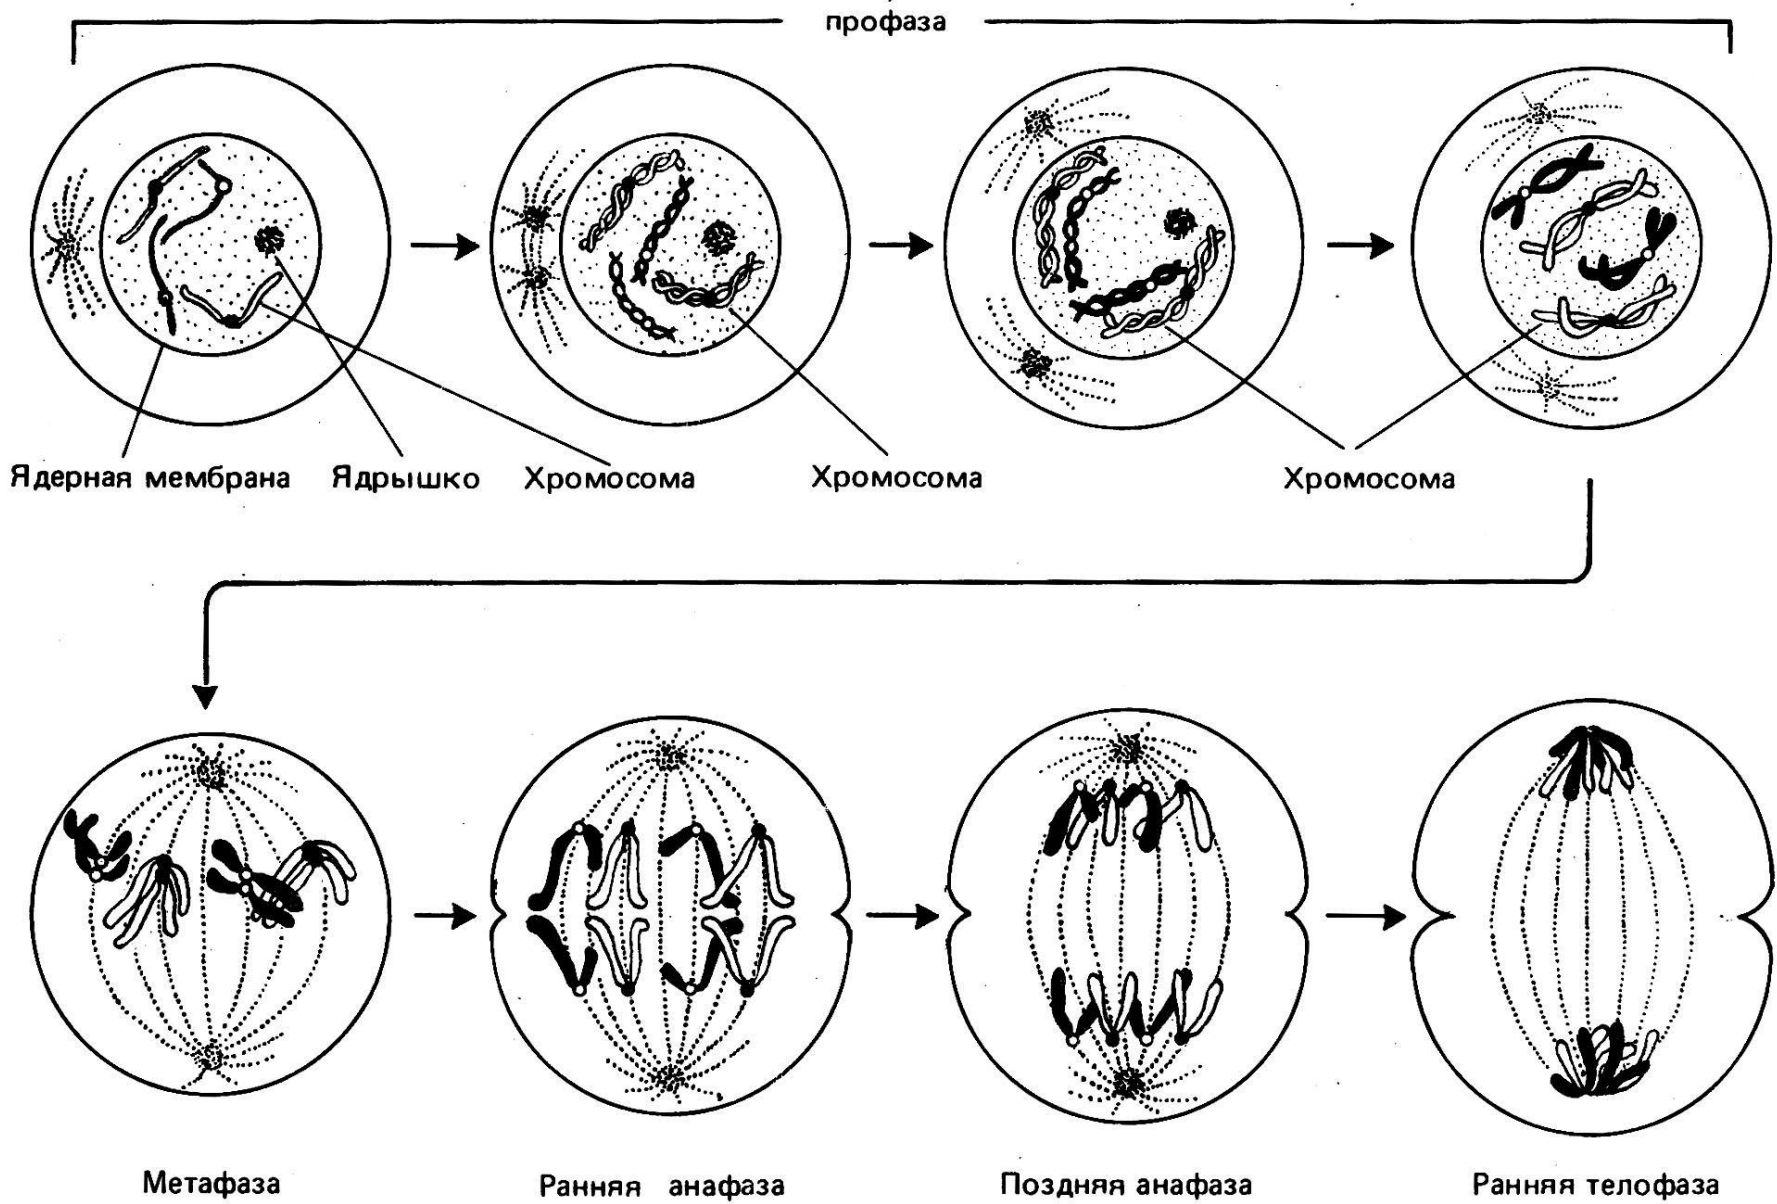 профаза
Ядерная мембрана Ядрышко Хромосома Хромосома Хромосома
Метафаза Ранняя анафаза Поздняя анафаза Ранняя телофаза